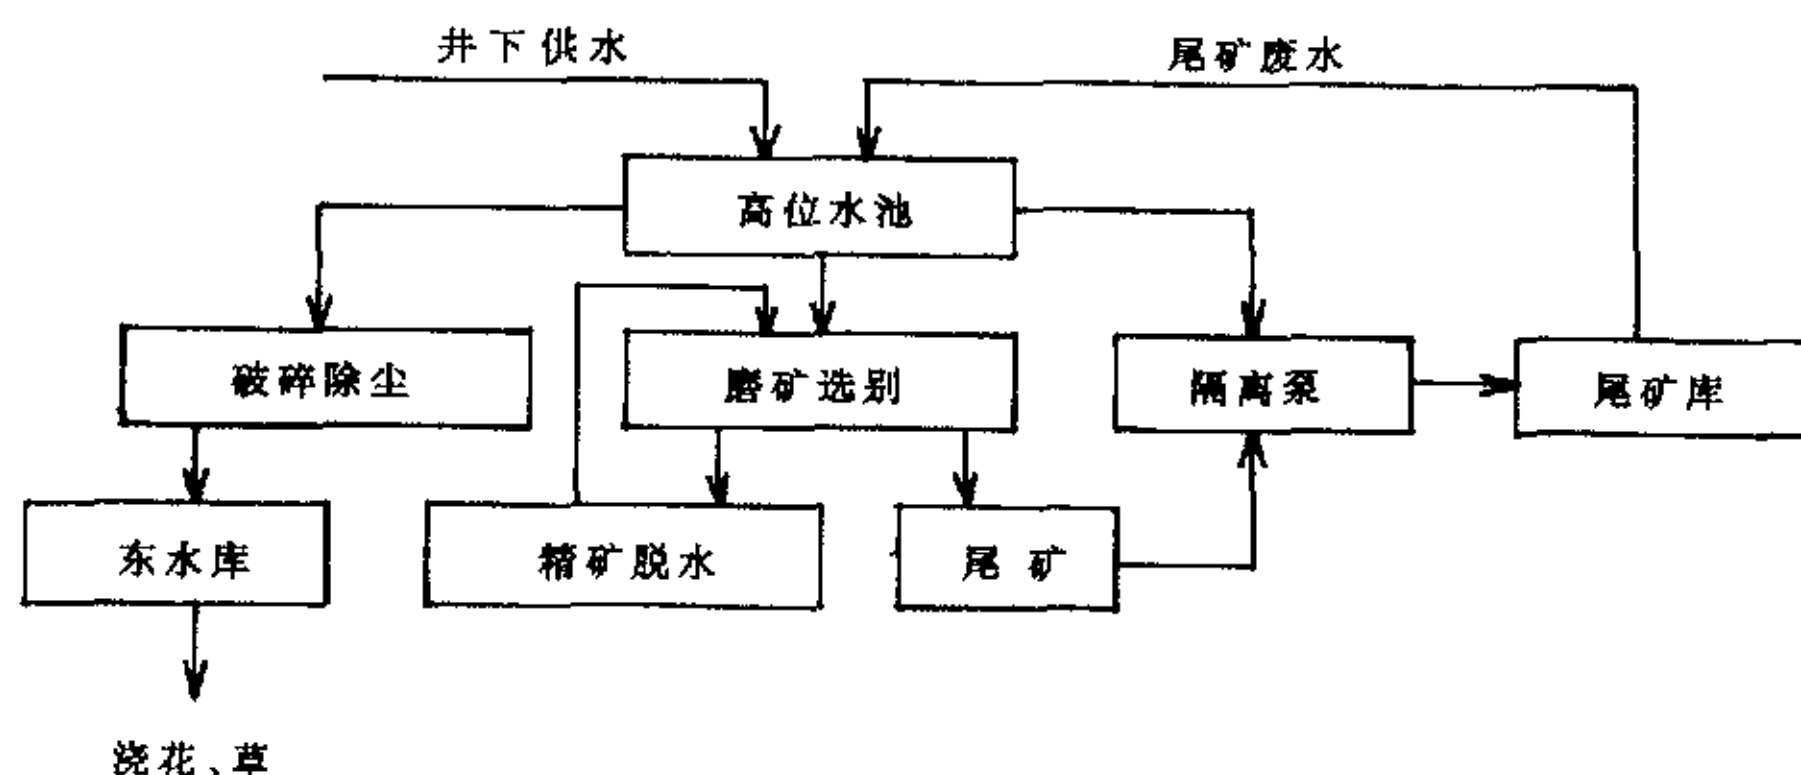 井下供水
尾矿废水
高位水池
破碎除尘
磨矿选别
隔离泵
尾矿库
东水库
精矿脱水
尾矿
浇花、草